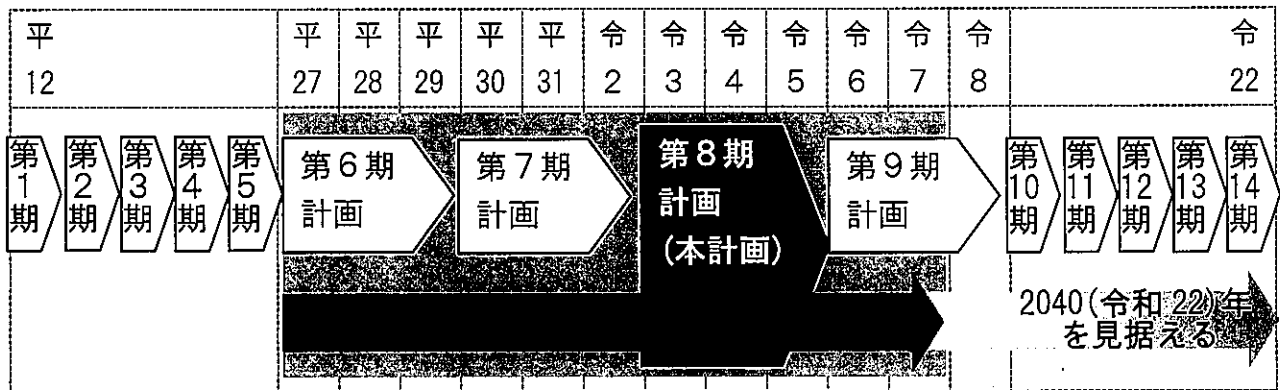 平 平 平 平 平 平 令 令 令 令 令 令 令 令
12 27 28 29 30 31 2 3 4 5 6 7 8 22
第1期
第2期
第3期
第4期
第5期
第6期
計画
第7期
計画
第8期
計画
(本計画)
第9期
計画
第10期
第11期
第12期
第13期
第14期
2040(令和22)年
を見据える